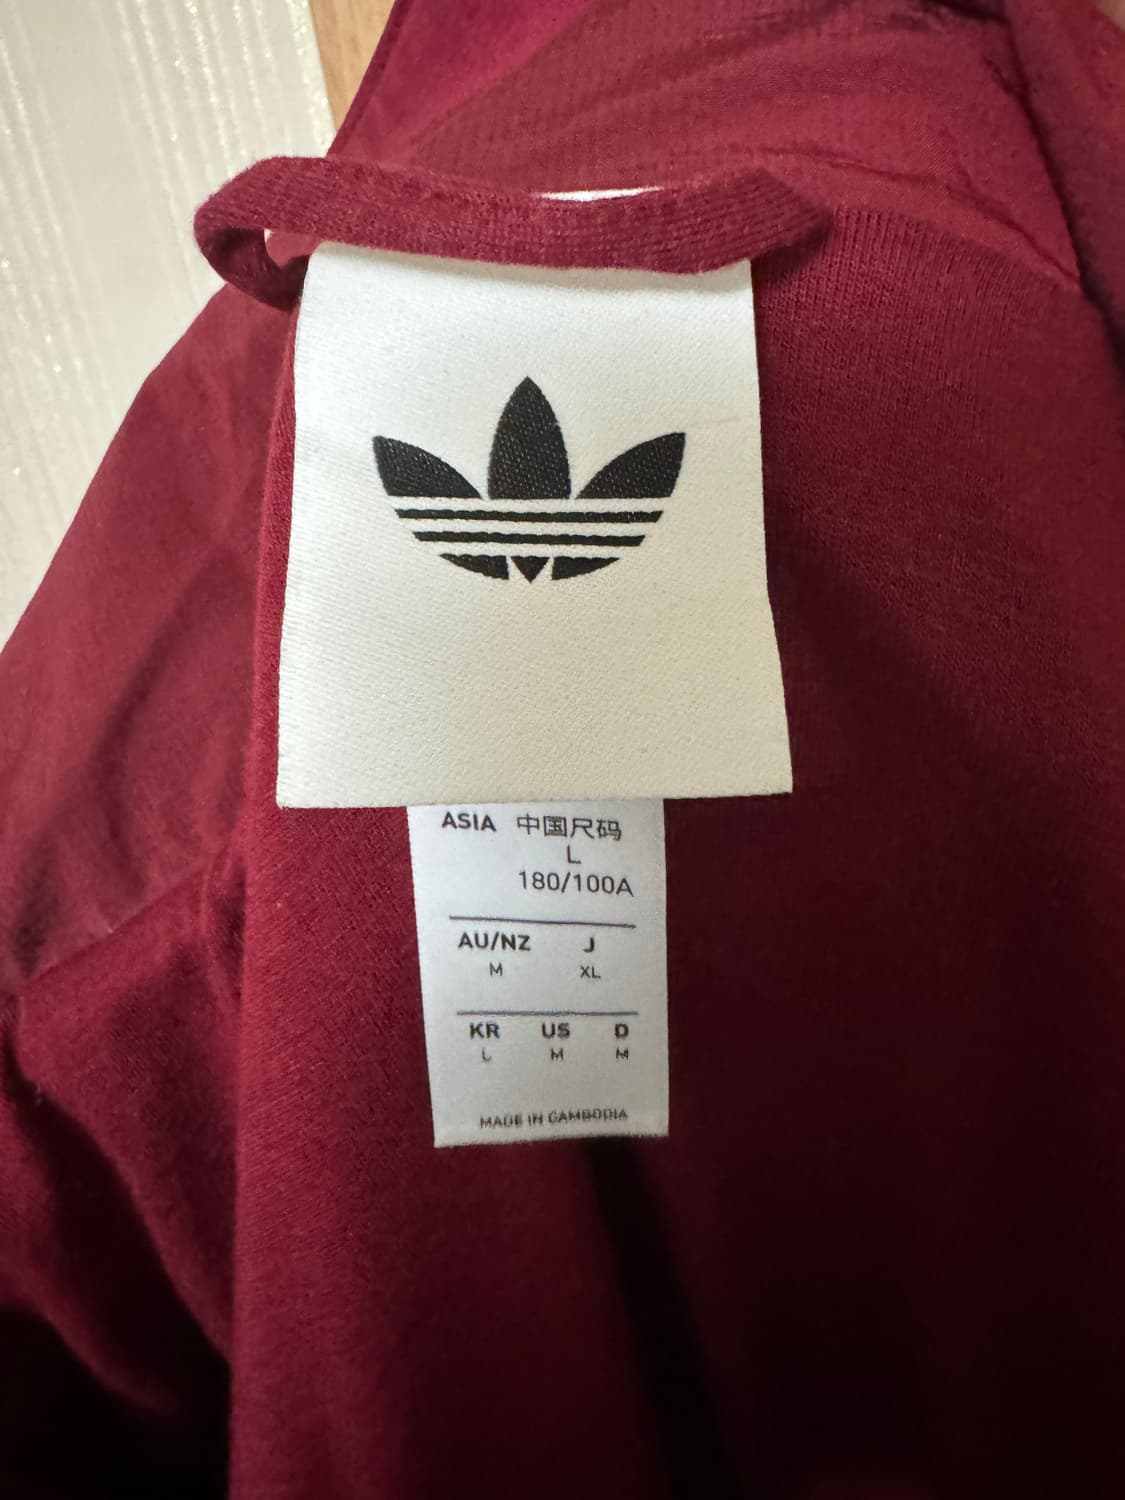 ASIA 中国尺码
L
180/100A
AU/NZ J
M XL
KR US D
L M M
MADE IN CAMBODIA